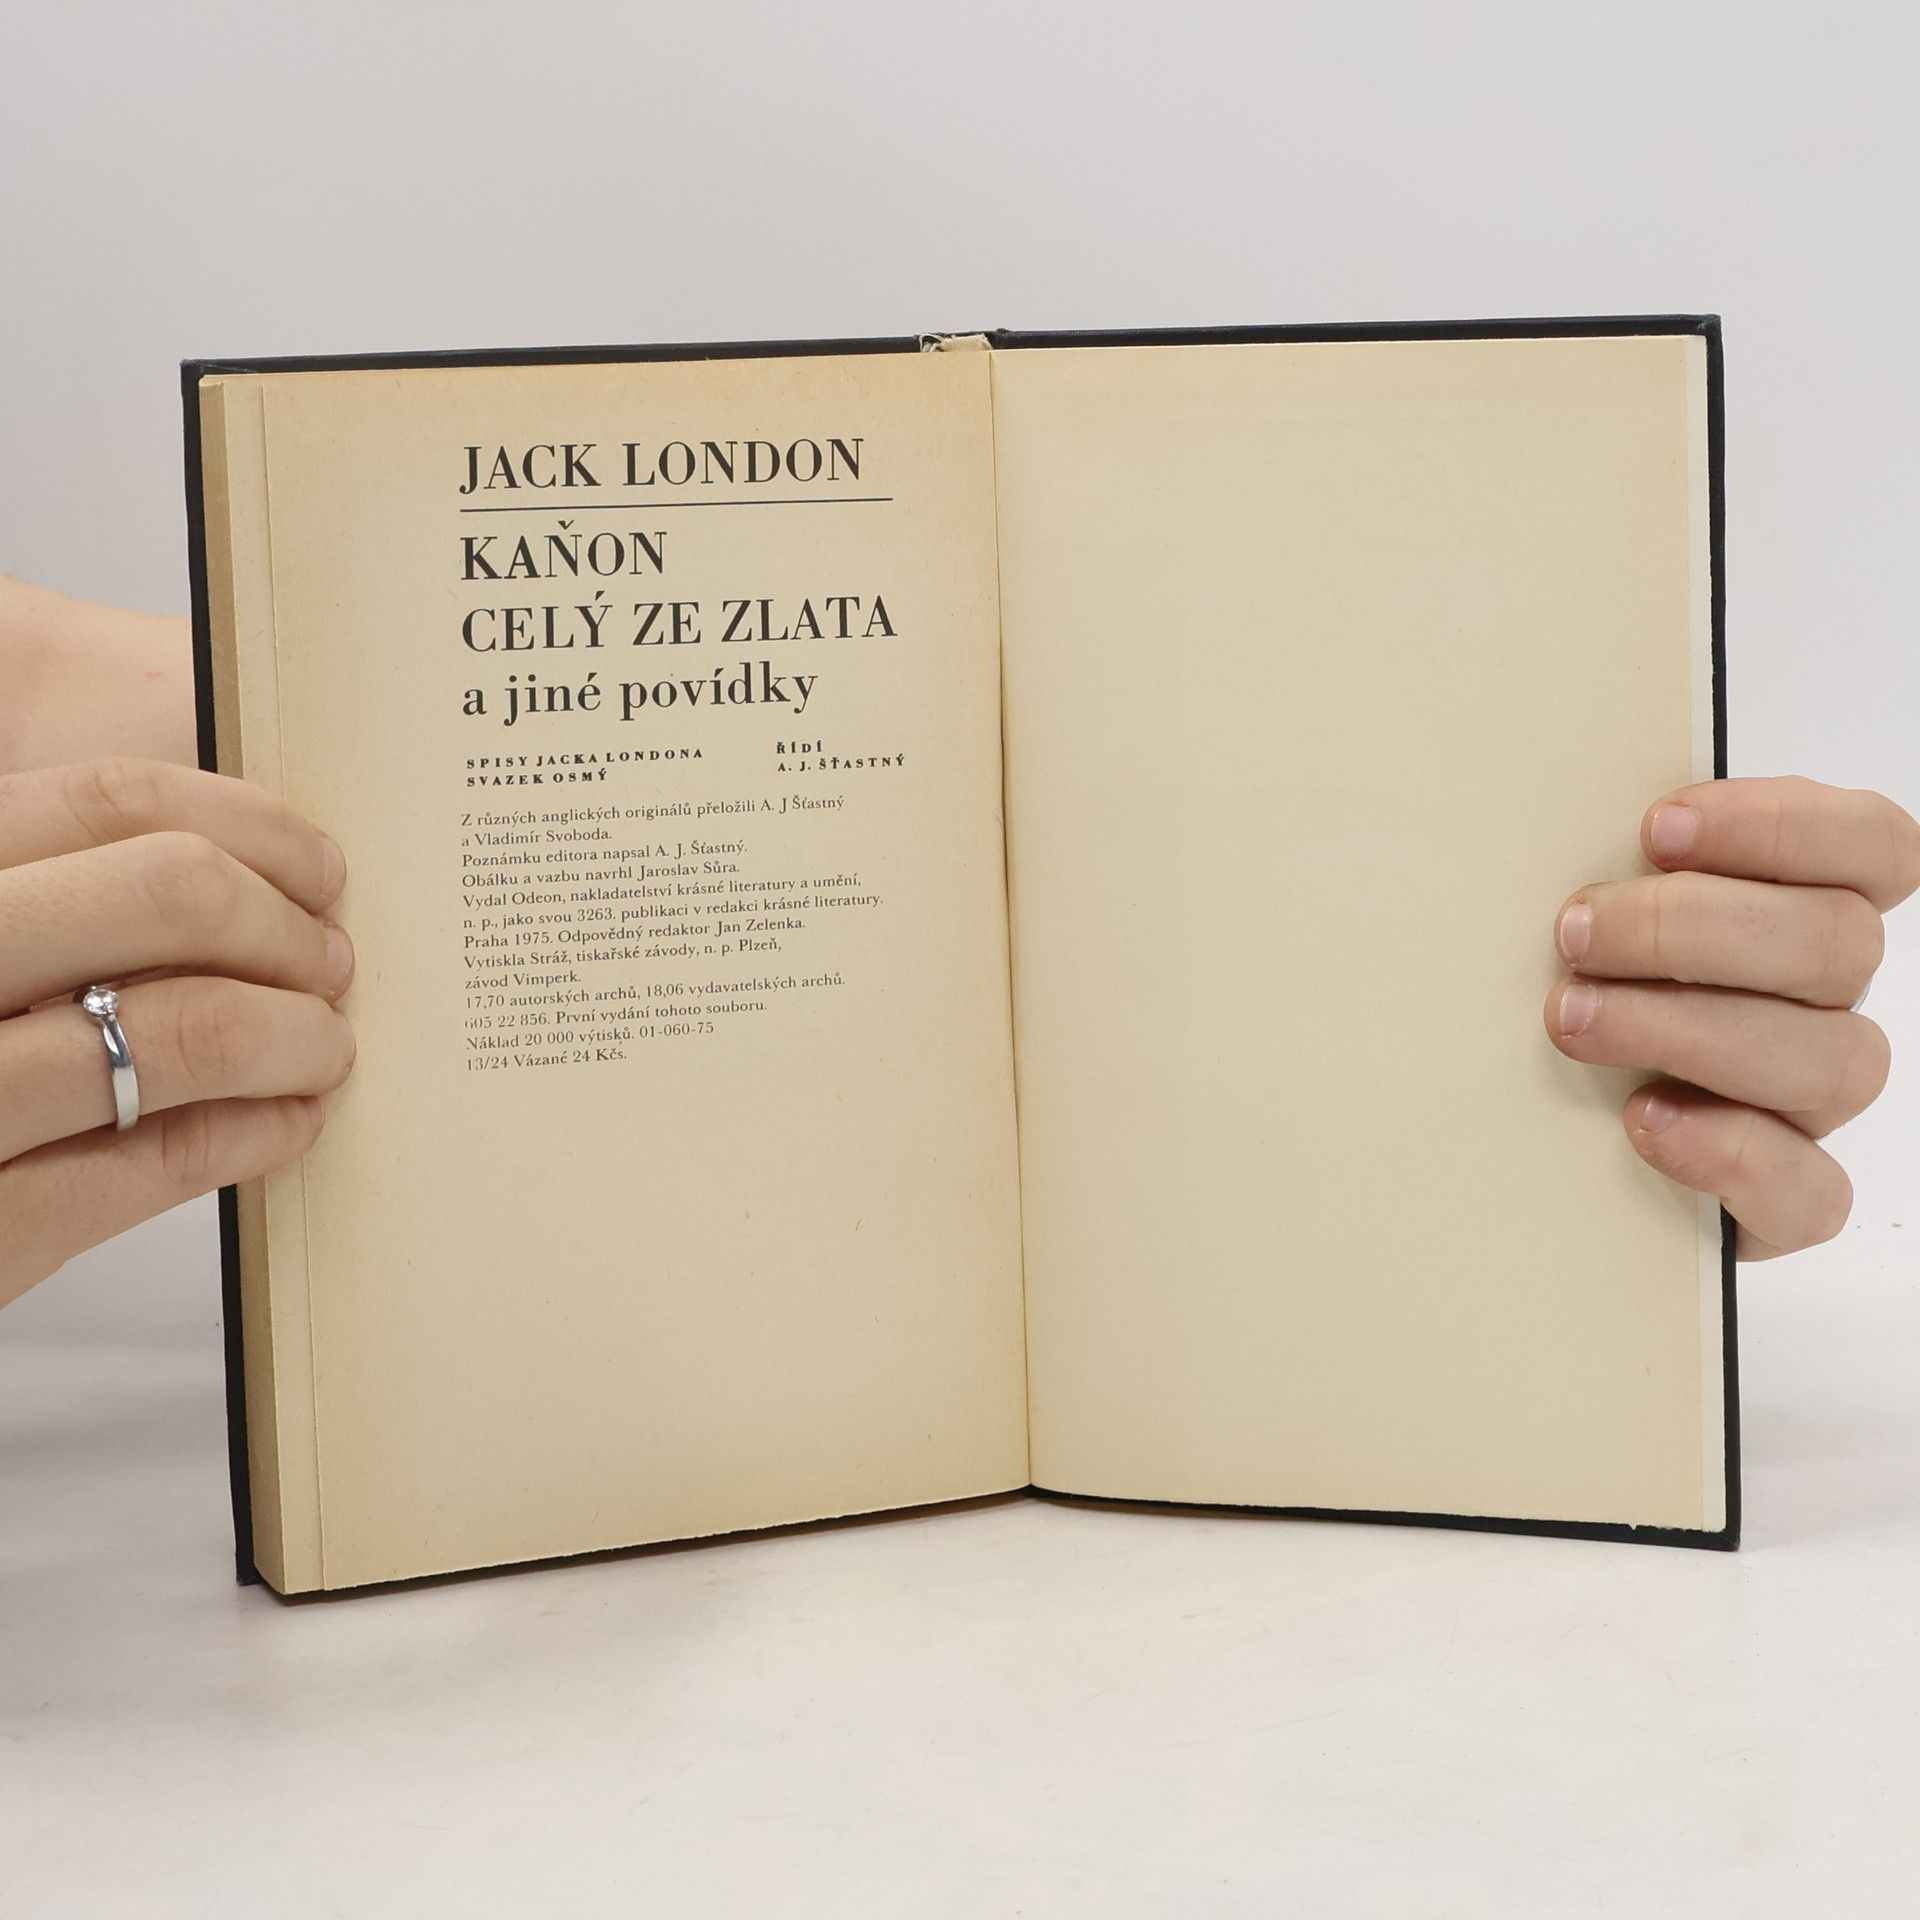 JACK LONDON
KAŇON
CELÝ ZE ZLATA
a jiné povídky
SPISY JACKA LONDONA
SVAZEK OSMÝ
ŘÍDÍ
A. J. ŠŤASTNÝ
Z různých anglických originálů přeložili A. J Šťastný
a Vladimír Svoboda.
Poznámku editora napsal A. J. Šťastný.
Obálku a vazbu navrhl Jaroslav Sůra.
Vydal Odeon, nakladatelství krásné literatury a umění,
n. p., jako svou 3263. publikaci v redakci krásné literatury.
Praha 1975. Odpovědný redaktor Jan Zelenka.
Vytiskla Stráž, tiskařské závody, n. p. Plzeň,
závod Vimperk.
17,70 autorských archů, 18,06 vydavatelských archů.
605 22 856. První vydání tohoto souboru.
Náklad 20 000 výtisků. 01-060-75
13/24 Vázané 24 Kčs.